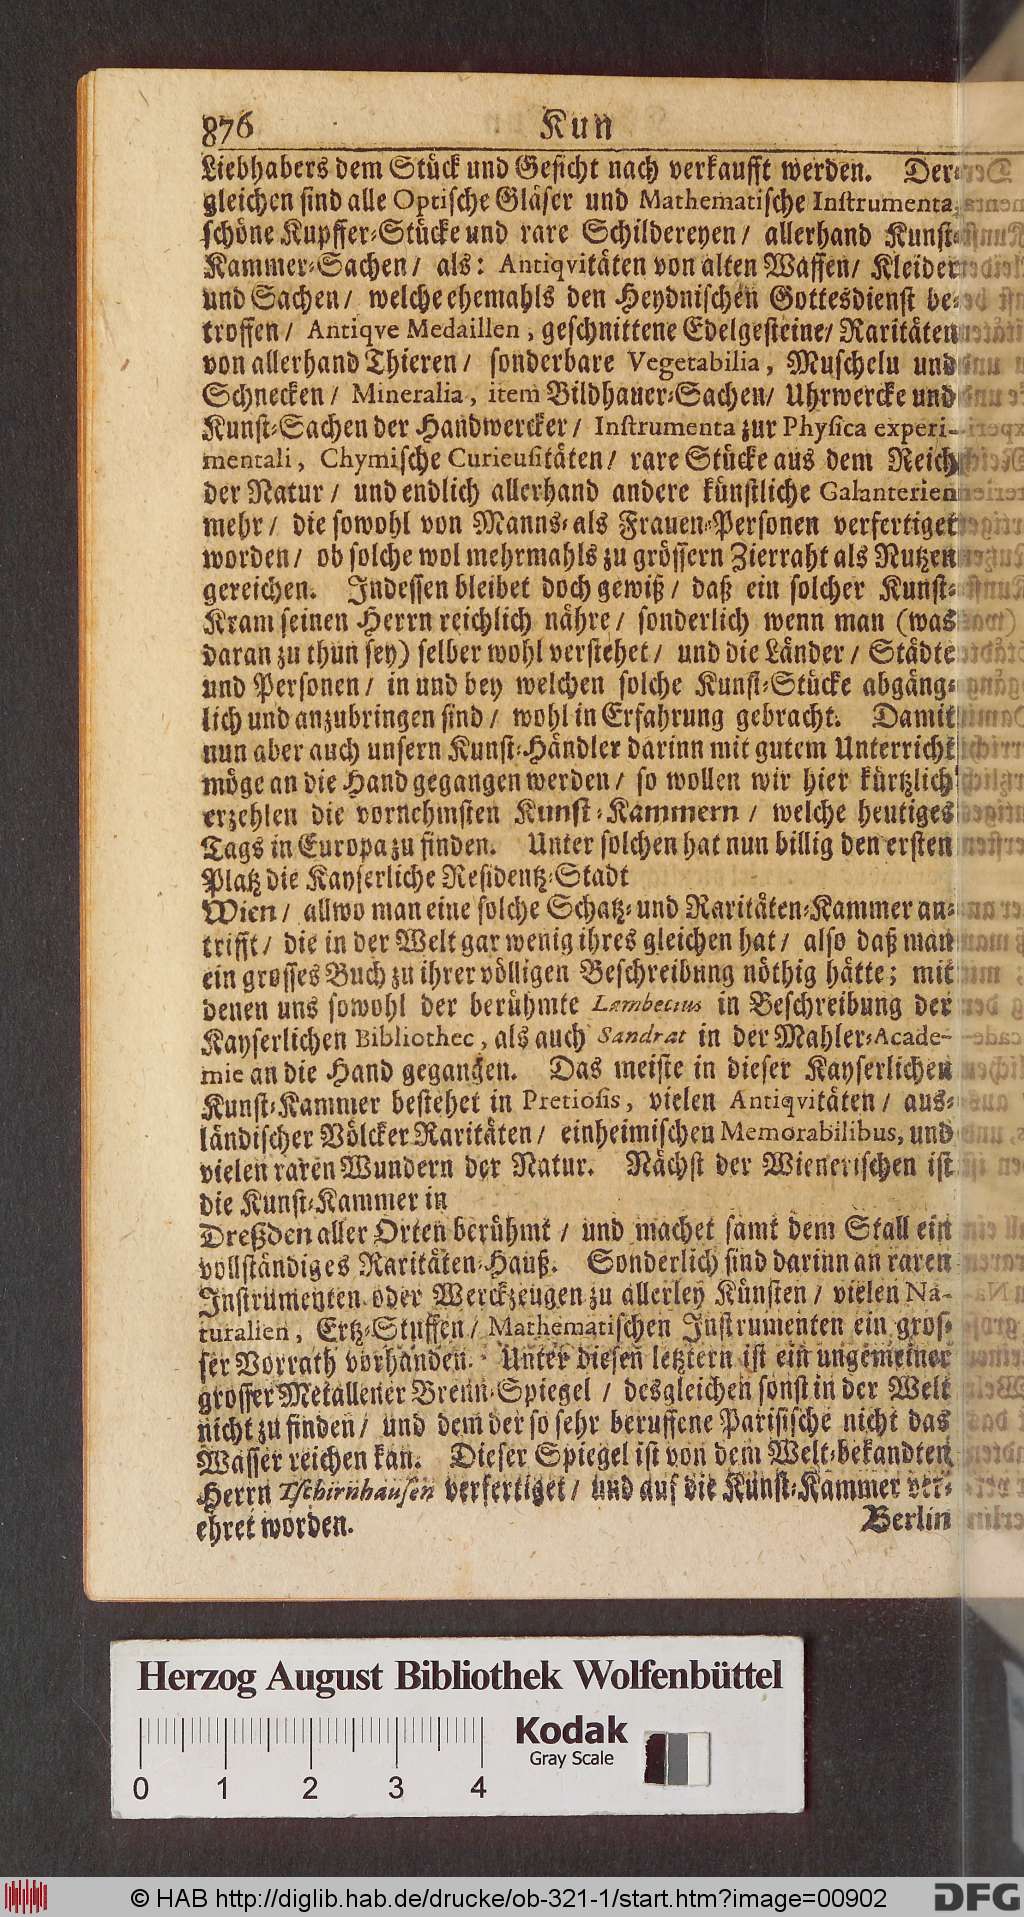 876 Kun
Liebhabers dem Stück und Gesicht nach verkaufft werden. Der-
gleichen sind alle Optische Gläser und Mathematische Instrumenta,
schöne Kupffer-Stücke und rare Schildereyen / allerhand Kunst-
Kammer-Sachen / als: Antiqvitäten von alten Waffen / Kleider
und Sachen / welche ehemahls den Heydnischen Gottesdienst be-
troffen / Antiqve Medaillen, geschnittene Edelgesteine / Raritäten
von allerhand Thieren / sonderbare Vegetabilia, Muschelu und
Schnecken / Mineralia, item Bildhauer-Sachen / Uhrwercke und
Kunst-Sachen der Handwercker / Instrumenta zur Physica experi-
mentali, Chymische Curieusitäten / rare Stücke aus dem Reich
der Natur / und endlich allerhand andere künstliche Galanterien
mehr / die sowohl von Manns- als Frauen-Personen verfertiget
worden / ob solche wol mehrmahls zu grössern Zierraht als Nutzen
gereichen. Indessen bleibet doch gewiß / daß ein solcher Kunst-
Kram seinen Herrn reichlich nähre / sonderlich wenn man (was
daran zu thun sey) selber wohl verstehet / und die Länder / Städte
und Personen / in und bey welchen solche Kunst-Stücke abgäng-
lich und anzubringen sind / wohl in Erfahrung gebracht. Damit
nun aber auch unsern Kunst-Händler darinn mit gutem Unterricht
möge an die Hand gegangen werden / so wollen wir hier kürtzlich
erzehlen die vornehmsten Kunst-Kammern / welche heutiges
Tags in Europa zu finden. Unter solchen hat nun billig den ersten
Platz die Kayserliche Residentz-Stadt
Wien / allwo man eine solche Schatz- und Raritäten-Kammer an-
trifft / die in der Welt gar wenig ihres gleichen hat / also daß man
ein grosses Buch zu ihrer völligen Beschreibung nöthig hätte; mit
denen uns sowohl der berühmte Lambecius in Beschreibung der
Kayserlichen Bibliothec, als auch Sandrat in der Mahler-Acade-
mie an die Hand gegangen. Das meiste in dieser Kayserlichen
Kunst-Kammer bestehet in Pretiosis, vielen Antiqvitäten / aus-
ländischer Völcker Raritäten / einheimischen Memorabilibus, und
vielen raren Wundern der Natur. Nächst der Wienerischen ist
die Kunst-Kammer in
Dreßden aller Orten berühmt / und machet samt dem Stall ein
vollständiges Raritäten-Hauß. Sonderlich sind darinn an raren
Instrumenten oder Werckzeugen zu allerley Künsten / vielen Na-
turalien, Ertz-Stuffen / Mathematischen Instrumenten ein gros-
ser Vorrath vorhanden. Unter diesen letztern ist ein ungemeiner
grosser Metallener Brenn-Spiegel / desgleichen sonst in der Welt
nicht zu finden / und dem der so sehr beruffene Parisische nicht das
Wasser reichen kan. Dieser Spiegel ist von dem Welt-bekandten
Herrn Tschirnhausen verfertiget / und auf die Kunst-Kammer ver-
ehret worden.
Berlin
Herzog August Bibliothek Wolfenbüttel
0 1 2 3 4
Kodak
Gray Scale
© HAB http://diglib.hab.de/drucke/ob-321-1/start.htm?image=00902
DFG